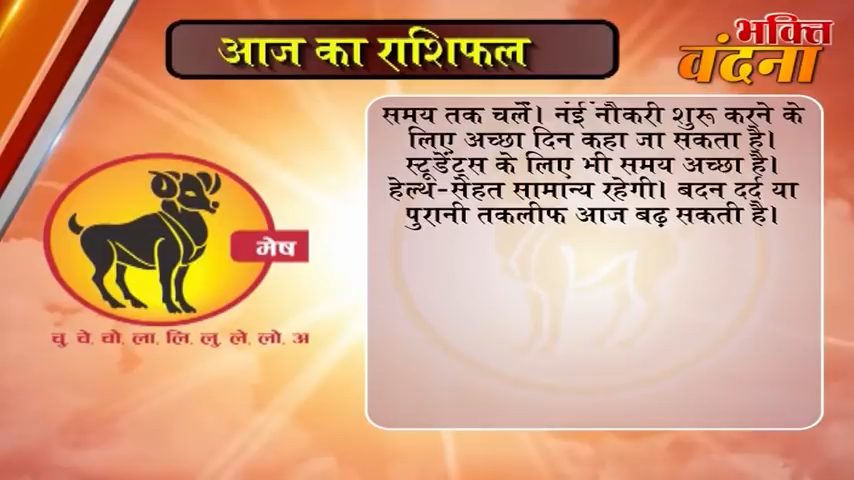 आज का राशिफल
भक्ति
वंदना
समय तक चलें। नई नौकरी शुरू करने के
लिए अच्छा दिन कहा जा सकता है।
स्टूडेंट्स के लिए भी समय अच्छा है।
हेल्थ-सेहत सामान्य रहेगी। बदन दर्द या
पुरानी तकलीफ आज बढ़ सकती है।
मेष
चु, चे, चो, ला, लि, लु, ले, लो, अ